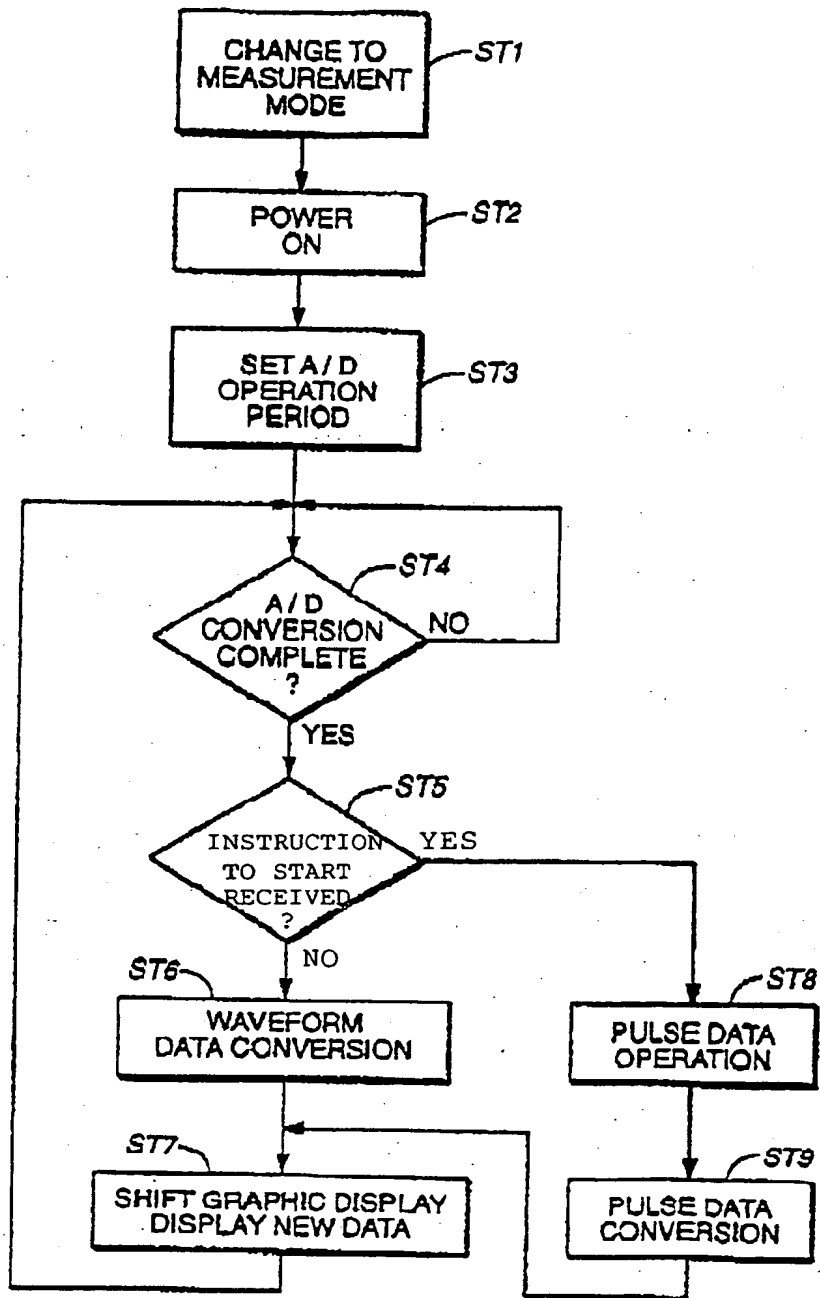 CHANGE TO
MEASUREMENT
MODE
ST1
POWER
ON
ST2
SET A/D
OPERATION
PERIOD
ST3
ST4
A/D
CONVERSION
COMPLETE
?
NO
YES
ST5
INSTRUCTION
TO START
RECEIVED
?
YES
NO
ST6
WAVEFORM
DATA CONVERSION
ST8
PULSE DATA
OPERATION
ST7
SHIFT GRAPHIC DISPLAY
DISPLAY NEW DATA
ST9
PULSE DATA
CONVERSION